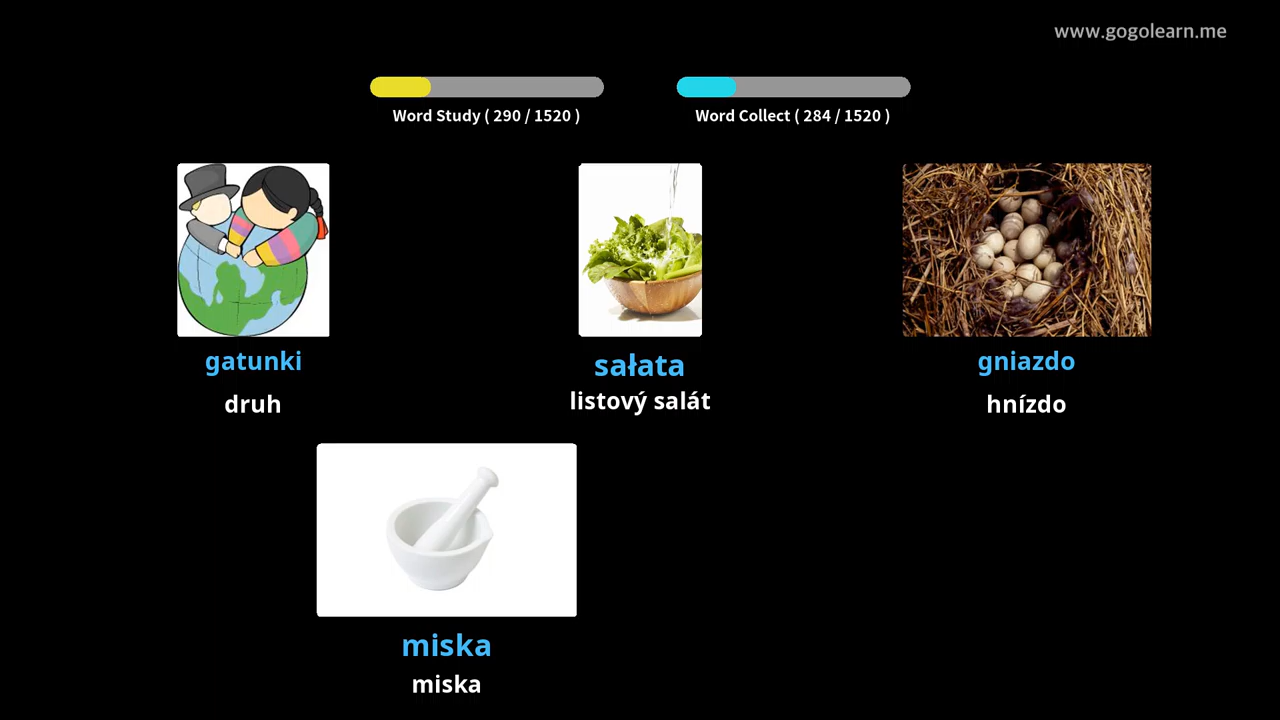 www.gogolearn.me
Word Study ( 290 / 1520 )
Word Collect ( 284 / 1520 )
gatunki
druh
sałata
listový salát
gniazdo
hnízdo
miska
miska